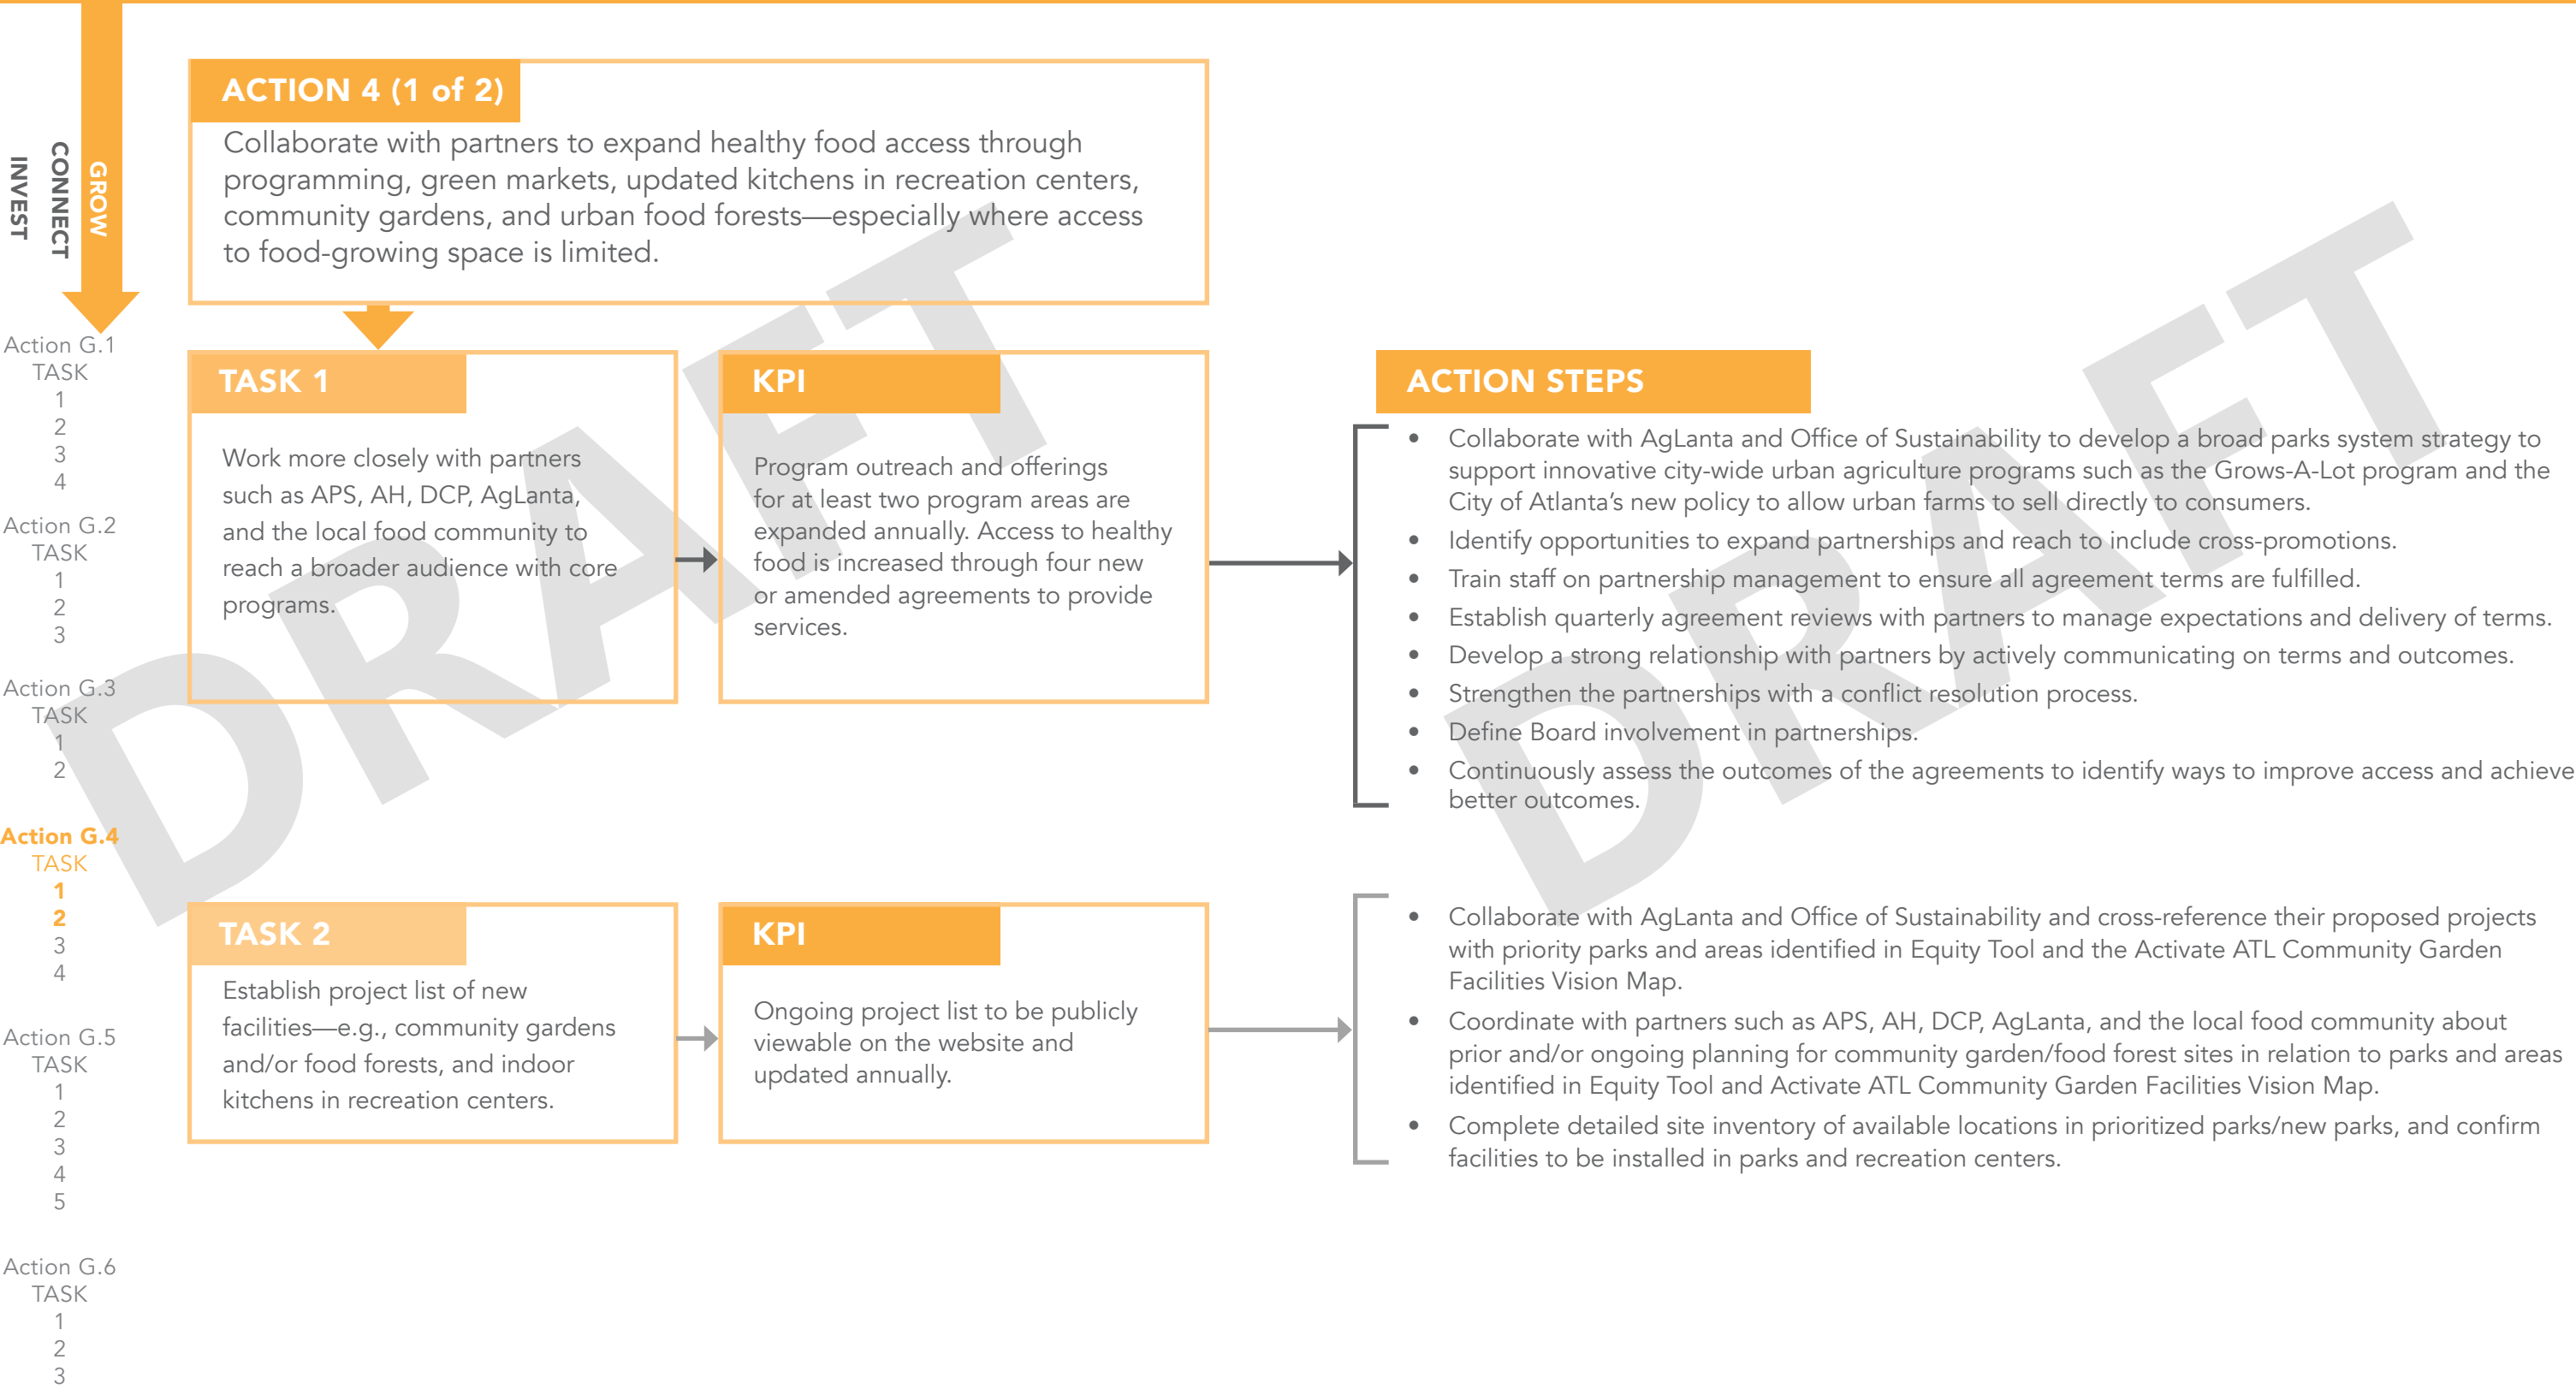 INVEST
CONNECT
GROW
Action G.1
TASK
1
2
3
4
Action G.2
TASK
1
2
3
Action G.3
TASK
1
2
Action G.4
TASK
1
2
3
4
Action G.5
TASK
1
2
3
4
5
Action G.6
TASK
1
2
3
ACTION 4 (1 of 2)
Collaborate with partners to expand healthy food access through
programming, green markets, updated kitchens in recreation centers,
community gardens, and urban food forests—especially where access
to food-growing space is limited.
TASK 1
Work more closely with partners
such as APS, AH, DCP, AgLanta,
and the local food community to
reach a broader audience with core
programs.
KPI
Program outreach and offerings
for at least two program areas are
expanded annually. Access to healthy
food is increased through four new
or amended agreements to provide
services.
ACTION STEPS
• Collaborate with AgLanta and Office of Sustainability to develop a broad parks system strategy to
support innovative city-wide urban agriculture programs such as the Grows-A-Lot program and the
City of Atlanta’s new policy to allow urban farms to sell directly to consumers.
• Identify opportunities to expand partnerships and reach to include cross-promotions.
• Train staff on partnership management to ensure all agreement terms are fulfilled.
• Establish quarterly agreement reviews with partners to manage expectations and delivery of terms.
• Develop a strong relationship with partners by actively communicating on terms and outcomes.
• Strengthen the partnerships with a conflict resolution process.
• Define Board involvement in partnerships.
• Continuously assess the outcomes of the agreements to identify ways to improve access and achieve
better outcomes.
TASK 2
Establish project list of new
facilities—e.g., community gardens
and/or food forests, and indoor
kitchens in recreation centers.
KPI
Ongoing project list to be publicly
viewable on the website and
updated annually.
• Collaborate with AgLanta and Office of Sustainability and cross-reference their proposed projects
with priority parks and areas identified in Equity Tool and the Activate ATL Community Garden
Facilities Vision Map.
• Coordinate with partners such as APS, AH, DCP, AgLanta, and the local food community about
prior and/or ongoing planning for community garden/food forest sites in relation to parks and areas
identified in Equity Tool and Activate ATL Community Garden Facilities Vision Map.
• Complete detailed site inventory of available locations in prioritized parks/new parks, and confirm
facilities to be installed in parks and recreation centers.
DRAFT
DRAFT